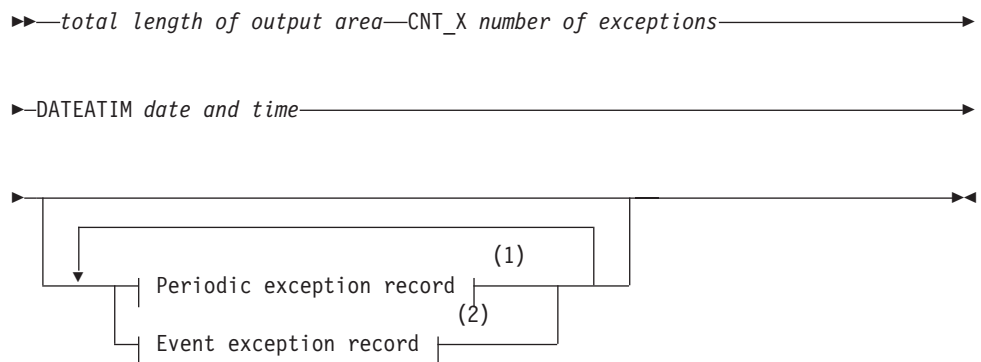 total length of output area CNT_X number of exceptions
DATEATIM date and time
(1)
Periodic exception record
(2)
Event exception record